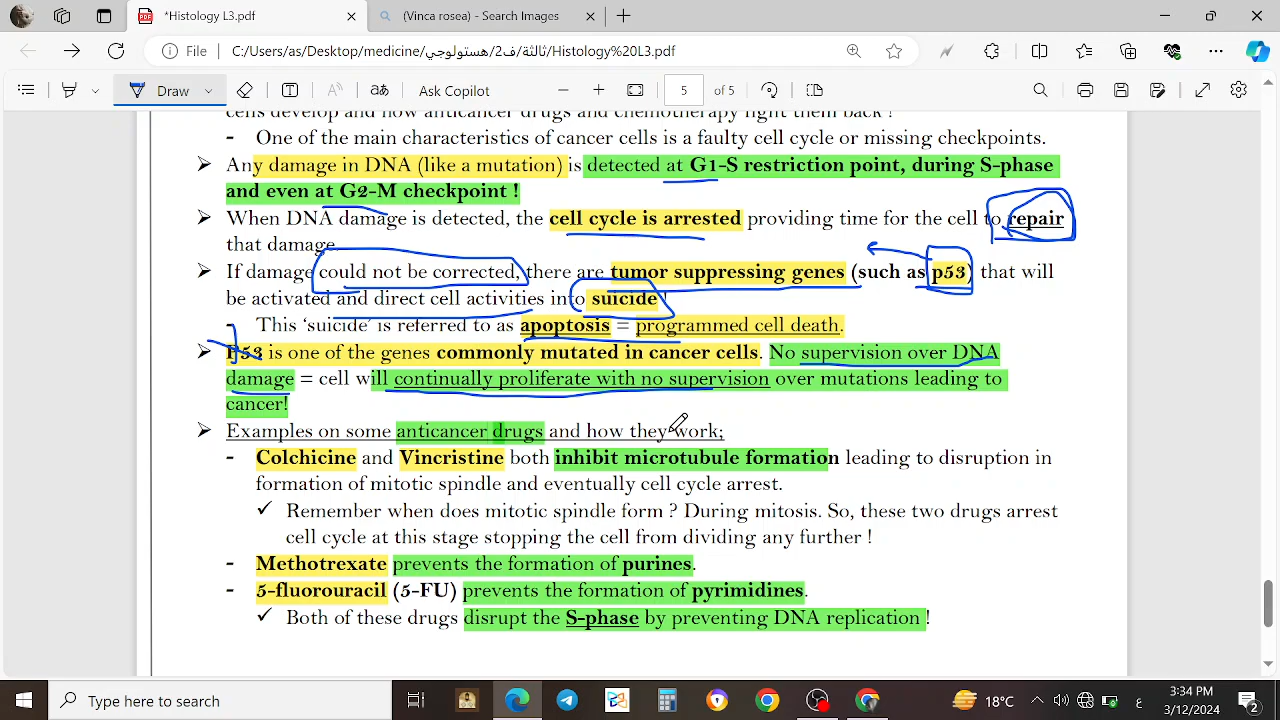 *Histology L3.pdf
(Vinca rosea) - Search Images
File
C:/Users/as/Desktop/medicine/ثالثة/ف2/هستولوجي/Histology%20L3.pdf
Draw
Ask Copilot
5
of 5
cells develop and how anticancer drugs and chemotherapy fight them back !
- One of the main characteristics of cancer cells is a faulty cell cycle or missing checkpoints.
➢ Any damage in DNA (like a mutation) is detected at G1-S restriction point, during S-phase
and even at G2-M checkpoint !
➢ When DNA damage is detected, the cell cycle is arrested providing time for the cell to repair
that damage
➢ If damage could not be corrected, there are tumor suppressing genes (such as p53) that will
be activated and direct cell activities into suicide !
- This ‘suicide’ is referred to as apoptosis = programmed cell death.
➢ P53 is one of the genes commonly mutated in cancer cells. No supervision over DNA
damage = cell will continually proliferate with no supervision over mutations leading to
cancer!
➢ Examples on some anticancer drugs and how they work;
- Colchicine and Vincristine both inhibit microtubule formation leading to disruption in
formation of mitotic spindle and eventually cell cycle arrest.
✓ Remember when does mitotic spindle form ? During mitosis. So, these two drugs arrest
cell cycle at this stage stopping the cell from dividing any further !
- Methotrexate prevents the formation of purines.
- 5-fluorouracil (5-FU) prevents the formation of pyrimidines.
✓ Both of these drugs disrupt the S-phase by preventing DNA replication !
Type here to search
18°C
ع
3:34 PM
3/12/2024
2